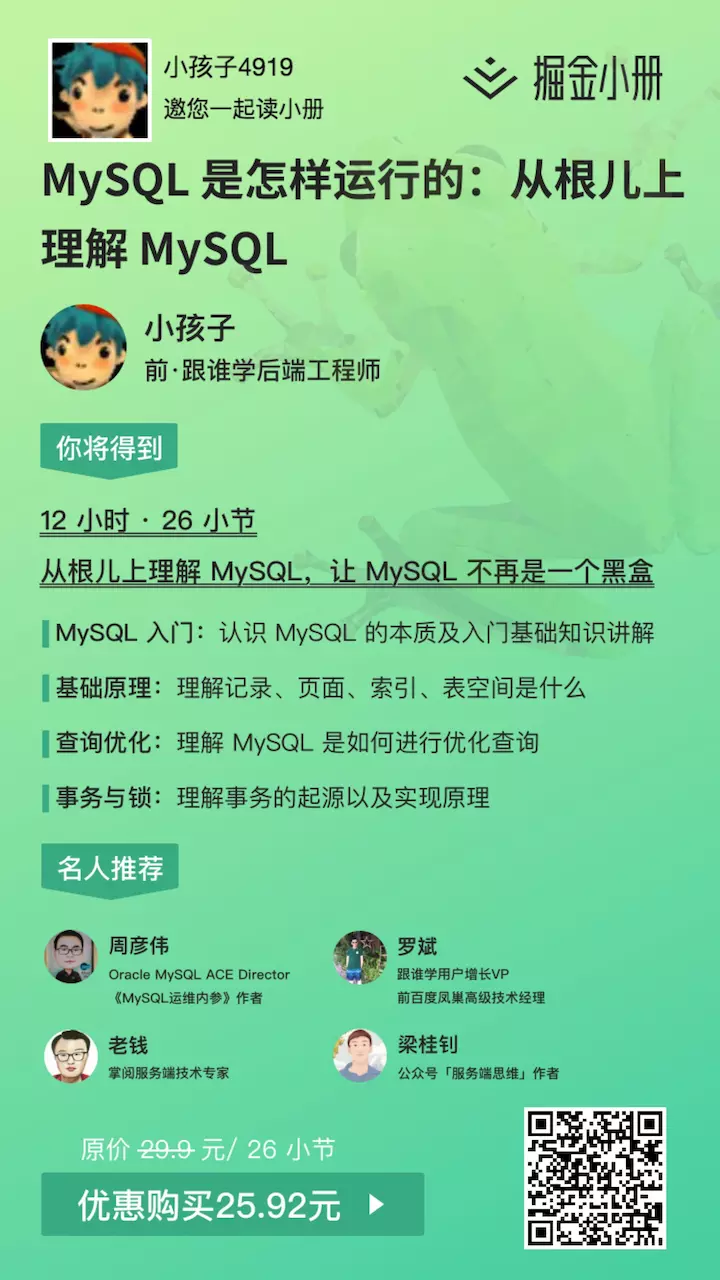 小孩子4919
邀您一起读小册
掘金小册
MySQL 是怎样运行的：从根儿上
理解 MySQL
小孩子
前·跟谁学后端工程师
你将得到
12 小时 · 26 小节
从根儿上理解 MySQL，让 MySQL 不再是一个黑盒
MySQL 入门：认识 MySQL 的本质及入门基础知识讲解
基础原理：理解记录、页面、索引、表空间是什么
查询优化：理解 MySQL 是如何进行优化查询
事务与锁：理解事务的起源以及实现原理
名人推荐
周彦伟
Oracle MySQL ACE Director
《MySQL运维内参》作者
罗斌
跟谁学用户增长VP
前百度凤巢高级技术经理
老钱
掌阅服务端技术专家
梁桂钊
公众号「服务端思维」作者
原价 29.9 元/ 26 小节
优惠购买25.92元